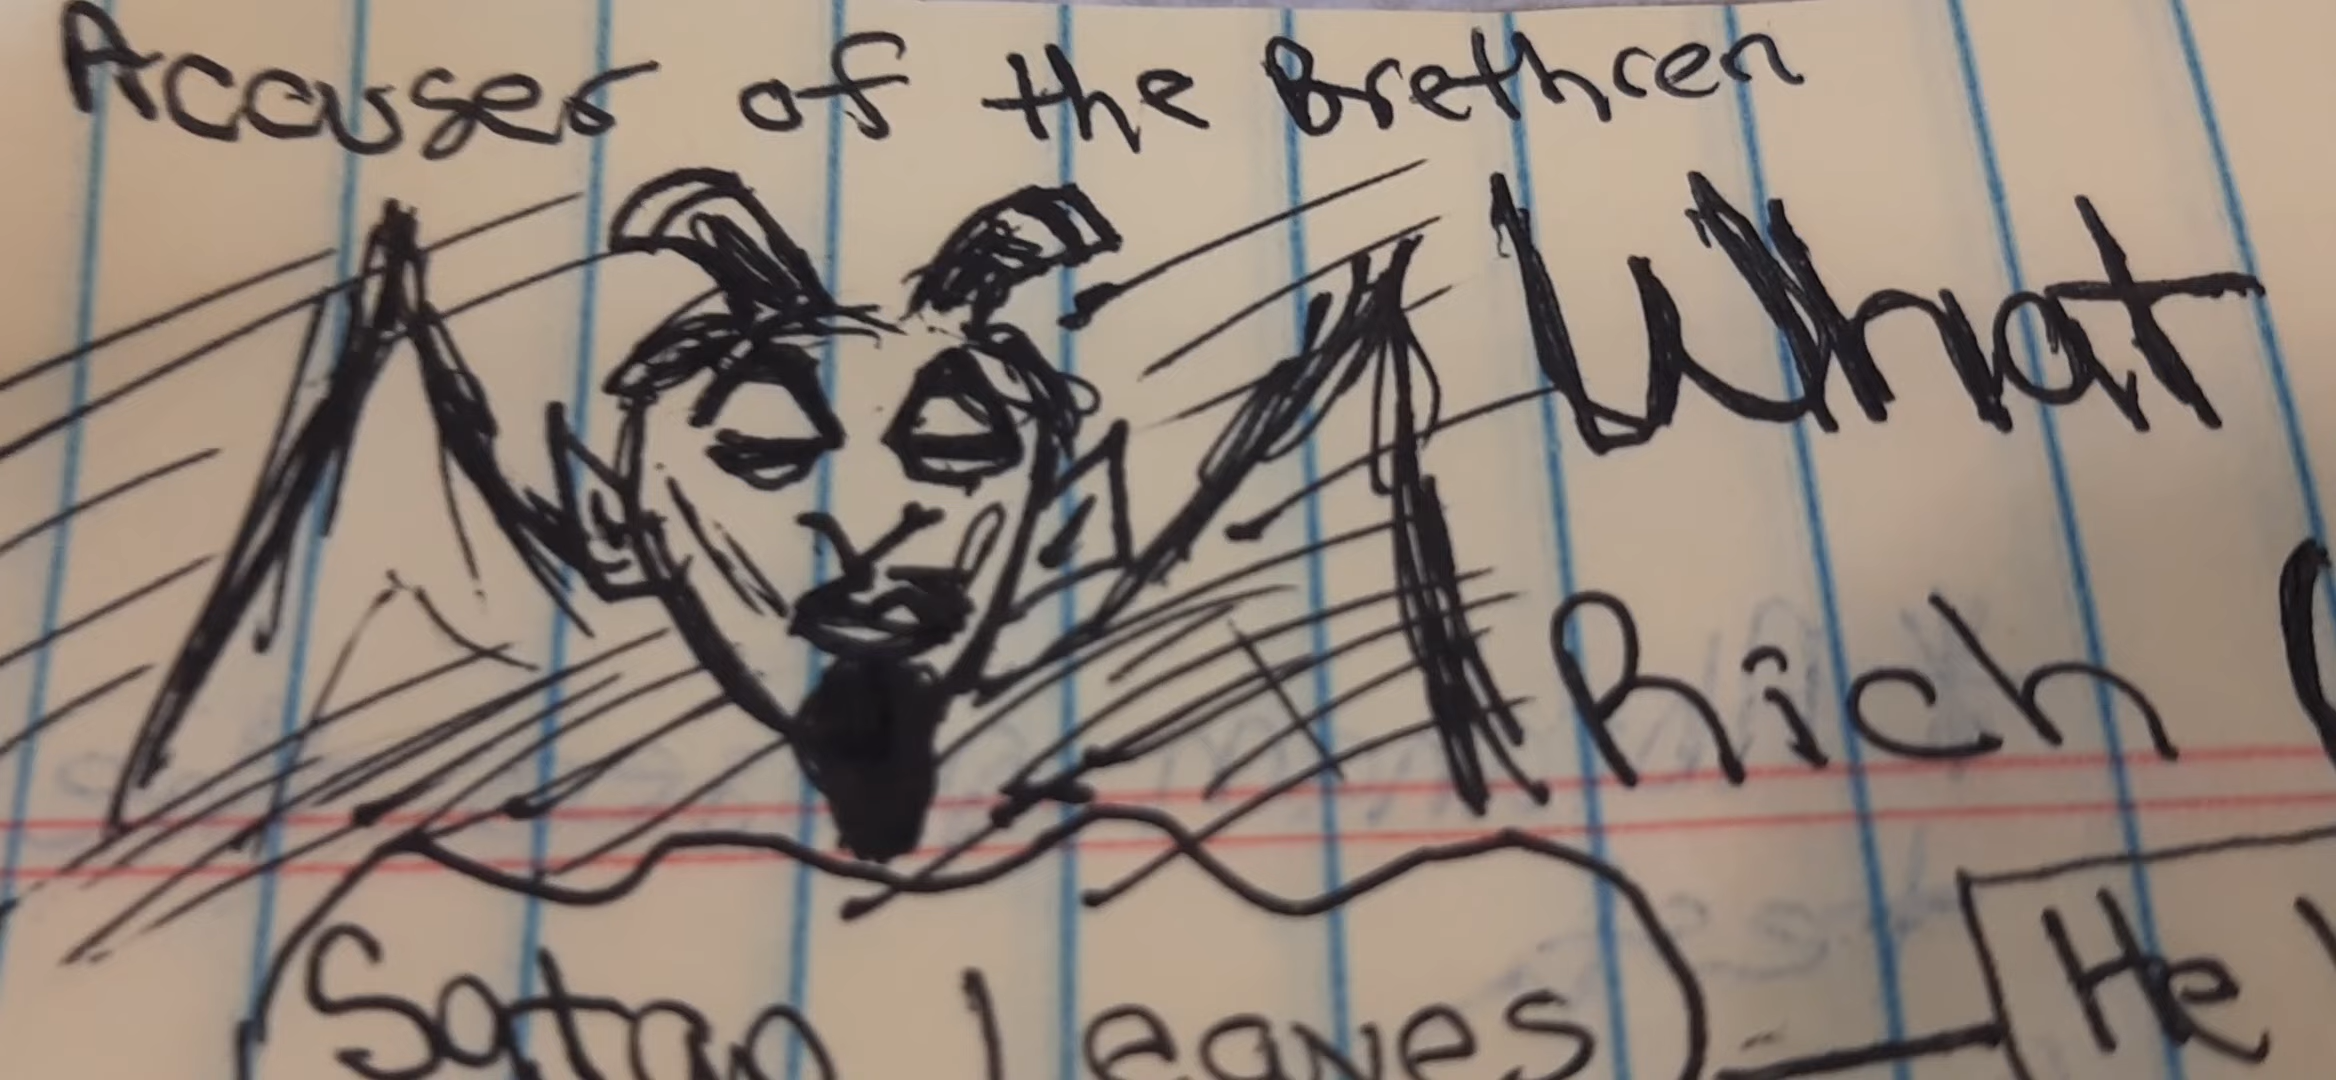 Accuser of the Brethren
What
Rich
Satan leaves
He